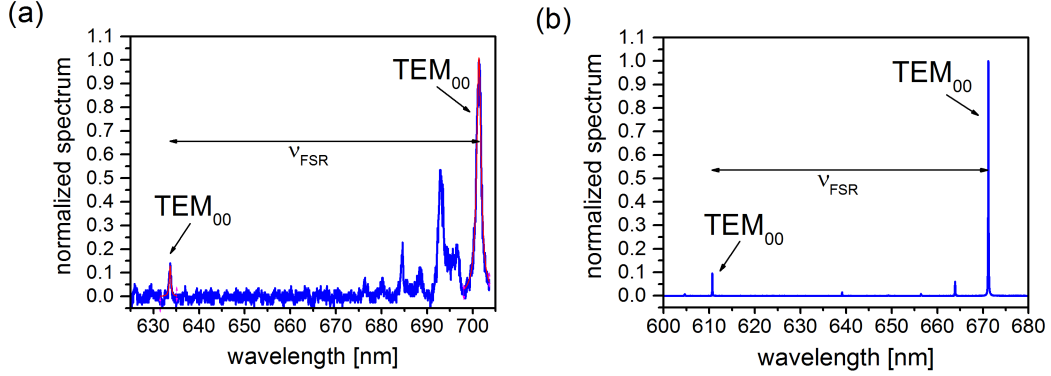 (a)
normalized spectrum
1.1
1.0
0.9
0.8
0.7
0.6
0.5
0.4
0.3
0.2
0.1
0.0
TEM₀₀
ν_FSR
TEM₀₀
630 640 650 660 670 680 690 700
wavelength [nm]
(b)
normalized spectrum
1.1
1.0
0.9
0.8
0.7
0.6
0.5
0.4
0.3
0.2
0.1
0.0
TEM₀₀
ν_FSR
TEM₀₀
600 610 620 630 640 650 660 670 680
wavelength [nm]